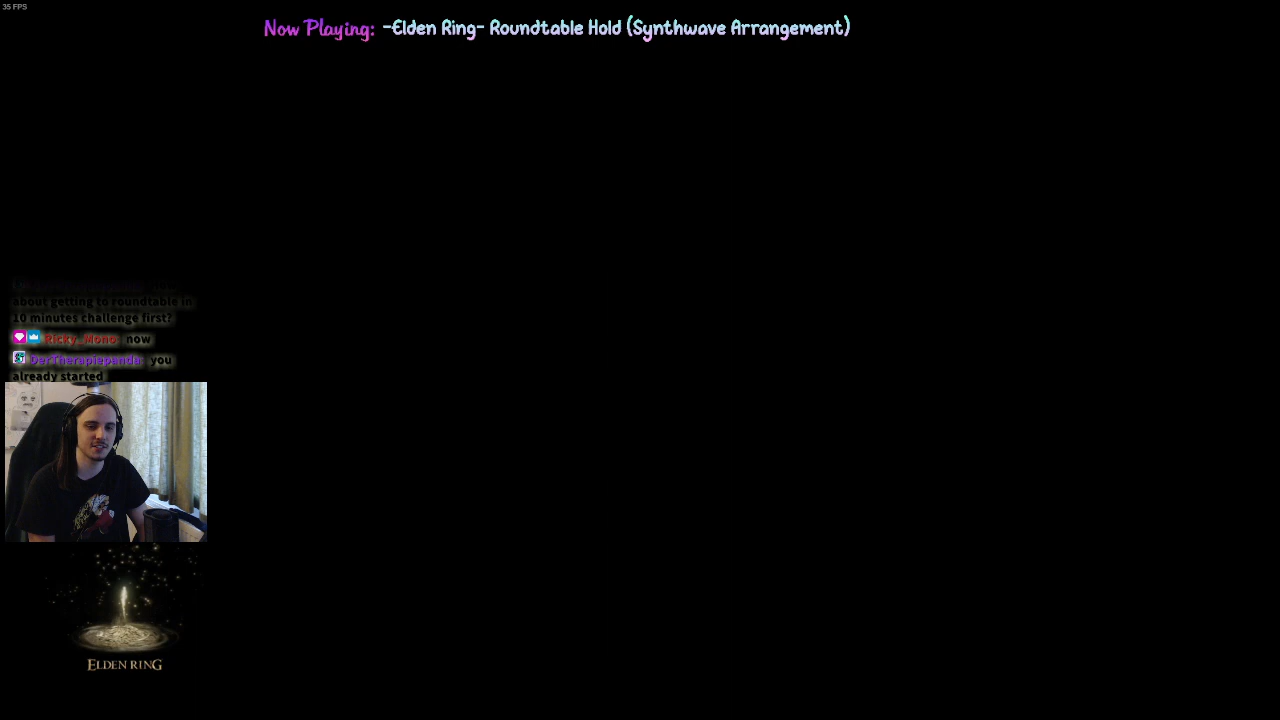 35 FPS
Now Playing: -Elden Ring- Roundtable Hold (Synthwave Arrangement)
about getting to roundtable in
10 minutes challenge first?
Ricky_Mono: now
DerTherapiepanda: you
already started
ELDEN RING